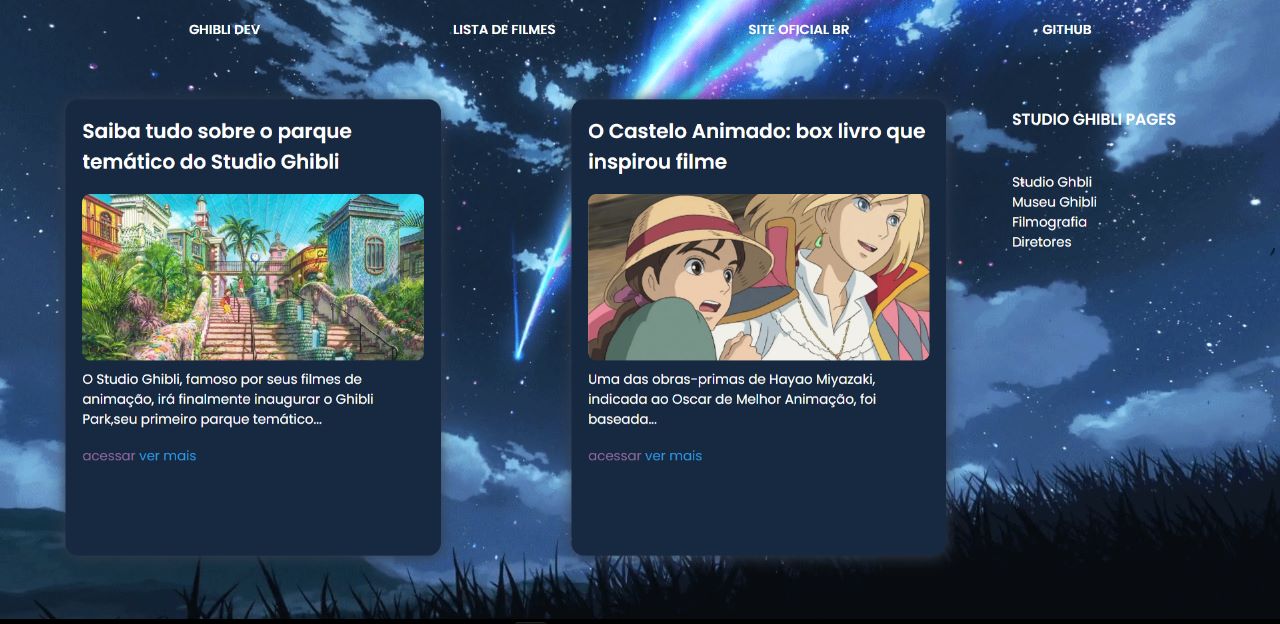 GHIBLI DEV LISTA DE FILMES SITE OFICIAL BR GITHUB
Saiba tudo sobre o parque
temático do Studio Ghibli
O Studio Ghibli, famoso por seus filmes de
animação, irá finalmente inaugurar o Ghibli
Park,seu primeiro parque temático...
acessar ver mais
O Castelo Animado: box livro que
inspirou filme
Uma das obras-primas de Hayao Miyazaki,
indicada ao Oscar de Melhor Animação, foi
baseada...
acessar ver mais
STUDIO GHIBLI PAGES
Studio Ghbli
Museu Ghibli
Filmografia
Diretores